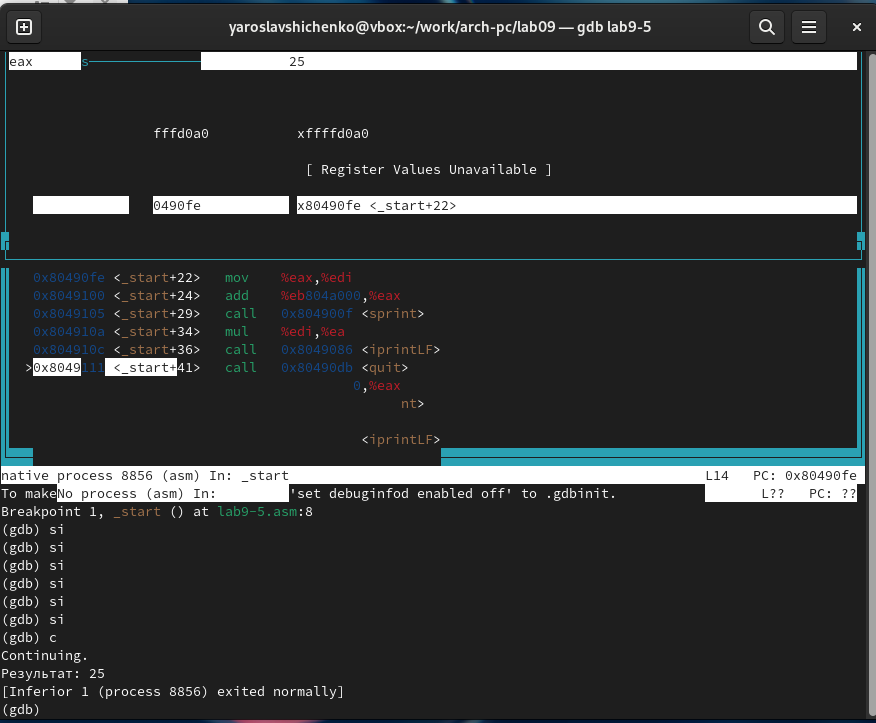 yaroslavshichenko@vbox:~/work/arch-pc/lab09 — gdb lab9-5
eax s 25
fffd0a0 xffffd0a0
[ Register Values Unavailable ]
0490fe x80490fe <_start+22>
0x80490fe <_start+22> mov %eax,%edi
0x8049100 <_start+24> add %eb804a000,%eax
0x8049105 <_start+29> call 0x804900f <sprint>
0x804910a <_start+34> mul %edi,%ea
0x804910c <_start+36> call 0x8049086 <iprintLF>
>0x8049111 <_start+41> call 0x80490db <quit>
0,%eax
nt>
<iprintLF>
native process 8856 (asm) In: _start L14 PC: 0x80490fe
To makeNo process (asm) In: 'set debuginfod enabled off' to .gdbinit. L?? PC: ??
Breakpoint 1, _start () at lab9-5.asm:8
(gdb) si
(gdb) si
(gdb) si
(gdb) si
(gdb) si
(gdb) si
(gdb) c
Continuing.
Результат: 25
[Inferior 1 (process 8856) exited normally]
(gdb)